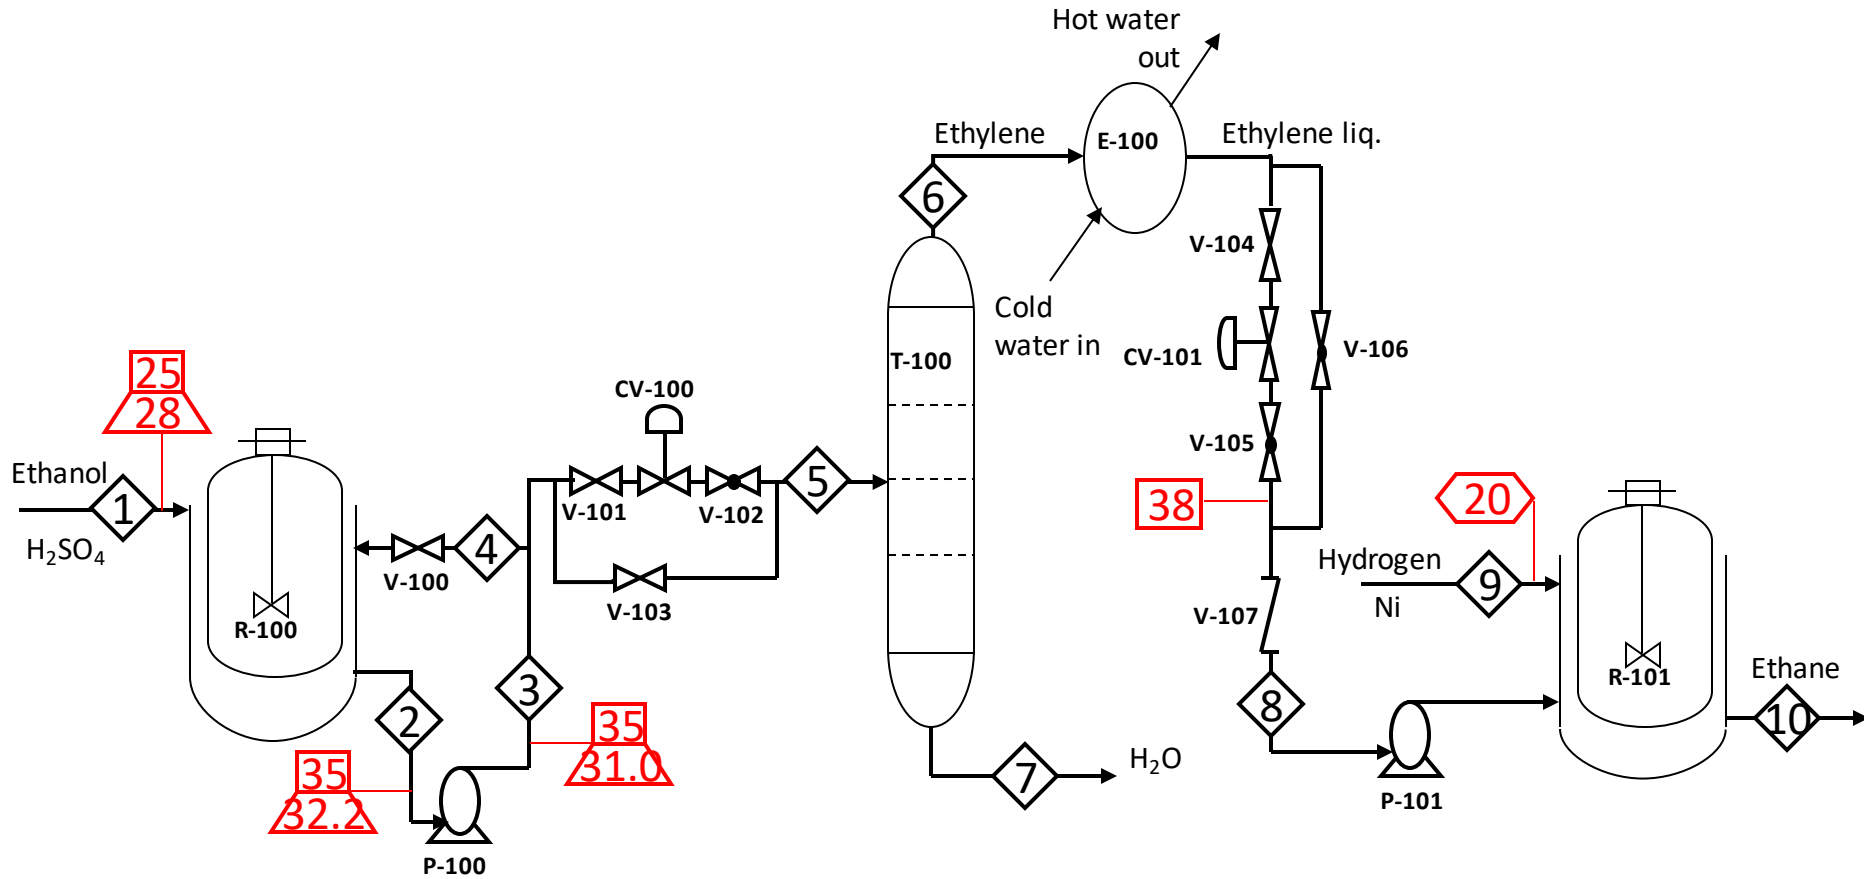 Hot water
out
Ethylene
E-100
Ethylene liq.
6
V-104
Cold
water in
CV-101
V-106
T-100
25
28
CV-100
V-105
Ethanol
1
H₂SO₄
V-101
V-102
5
38
20
4
V-100
V-103
Hydrogen
9
Ni
R-100
V-107
3
2
8
R-101
Ethane
10
35
31.0
35
32.2
7
H₂O
P-101
P-100